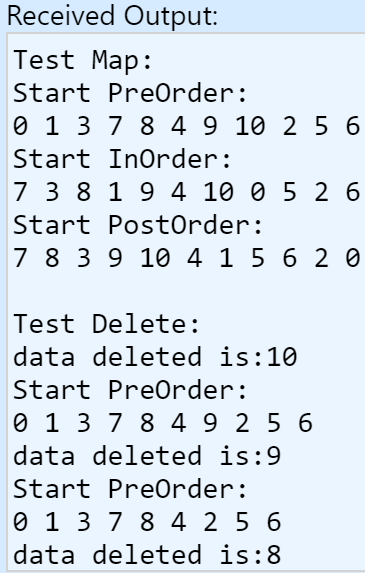 Received Output:
Test Map:
Start PreOrder:
0 1 3 7 8 4 9 10 2 5 6
Start InOrder:
7 3 8 1 9 4 10 0 5 2 6
Start PostOrder:
7 8 3 9 10 4 1 5 6 2 0
Test Delete:
data deleted is:10
Start PreOrder:
0 1 3 7 8 4 9 2 5 6
data deleted is:9
Start PreOrder:
0 1 3 7 8 4 2 5 6
data deleted is:8